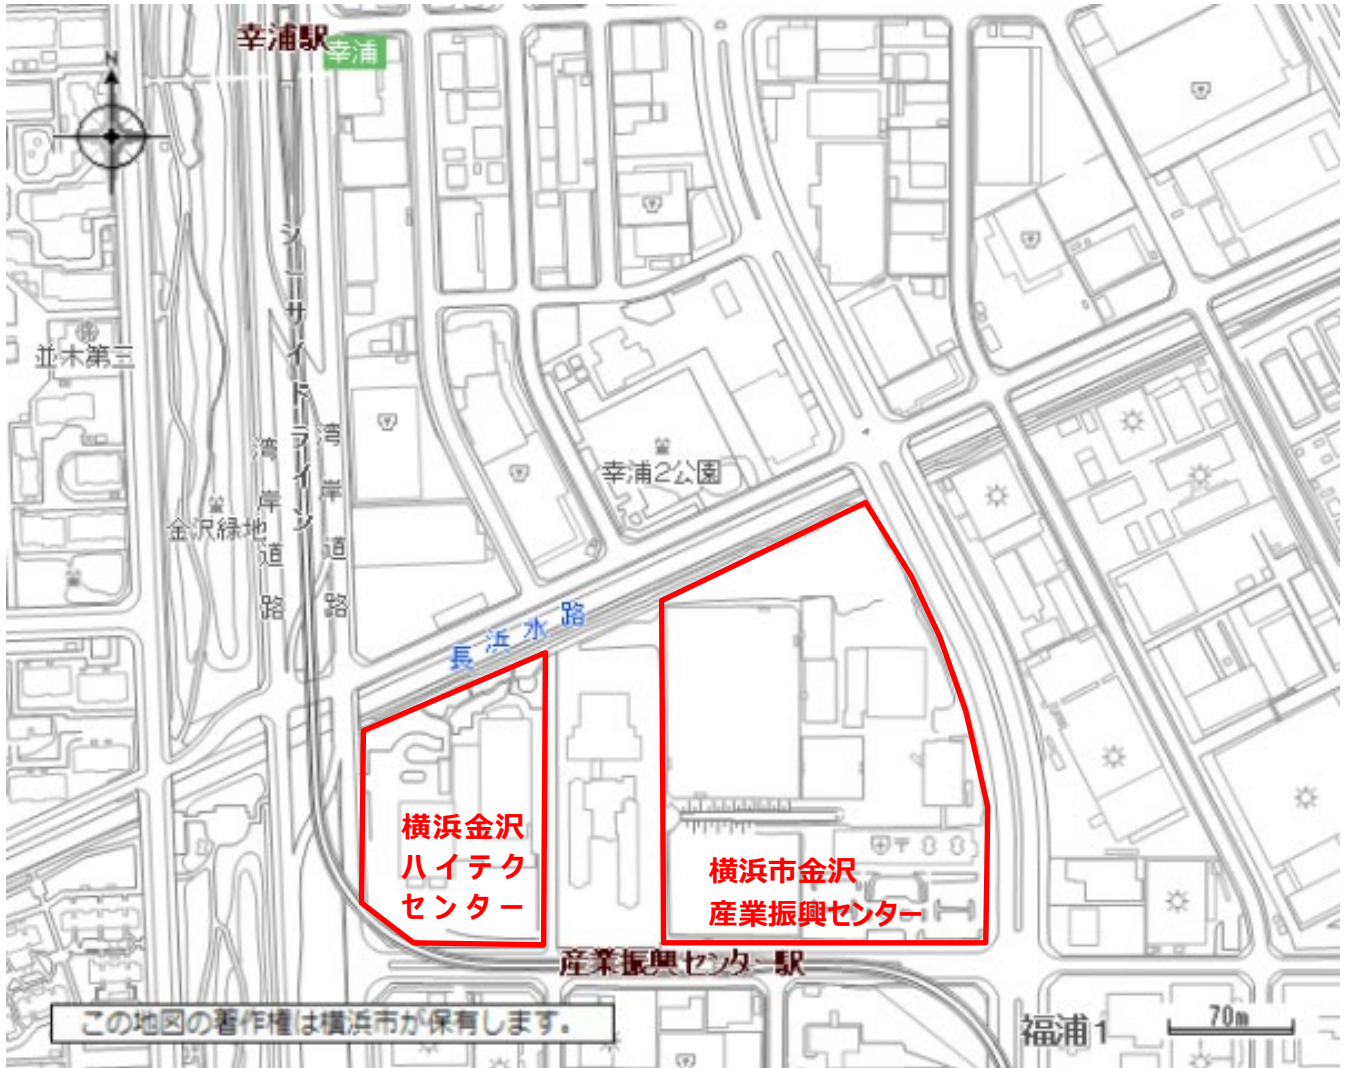 幸浦駅
幸浦
N
シーサイドライン
並木第三
湾岸道路
湾岸道路
金沢緑地
幸浦2公園
長浜水路
横浜金沢
ハイテク
センター
横浜市金沢
産業振興センター
産業振興センター駅
この地図の著作権は横浜市が保有します。
福浦1
70m